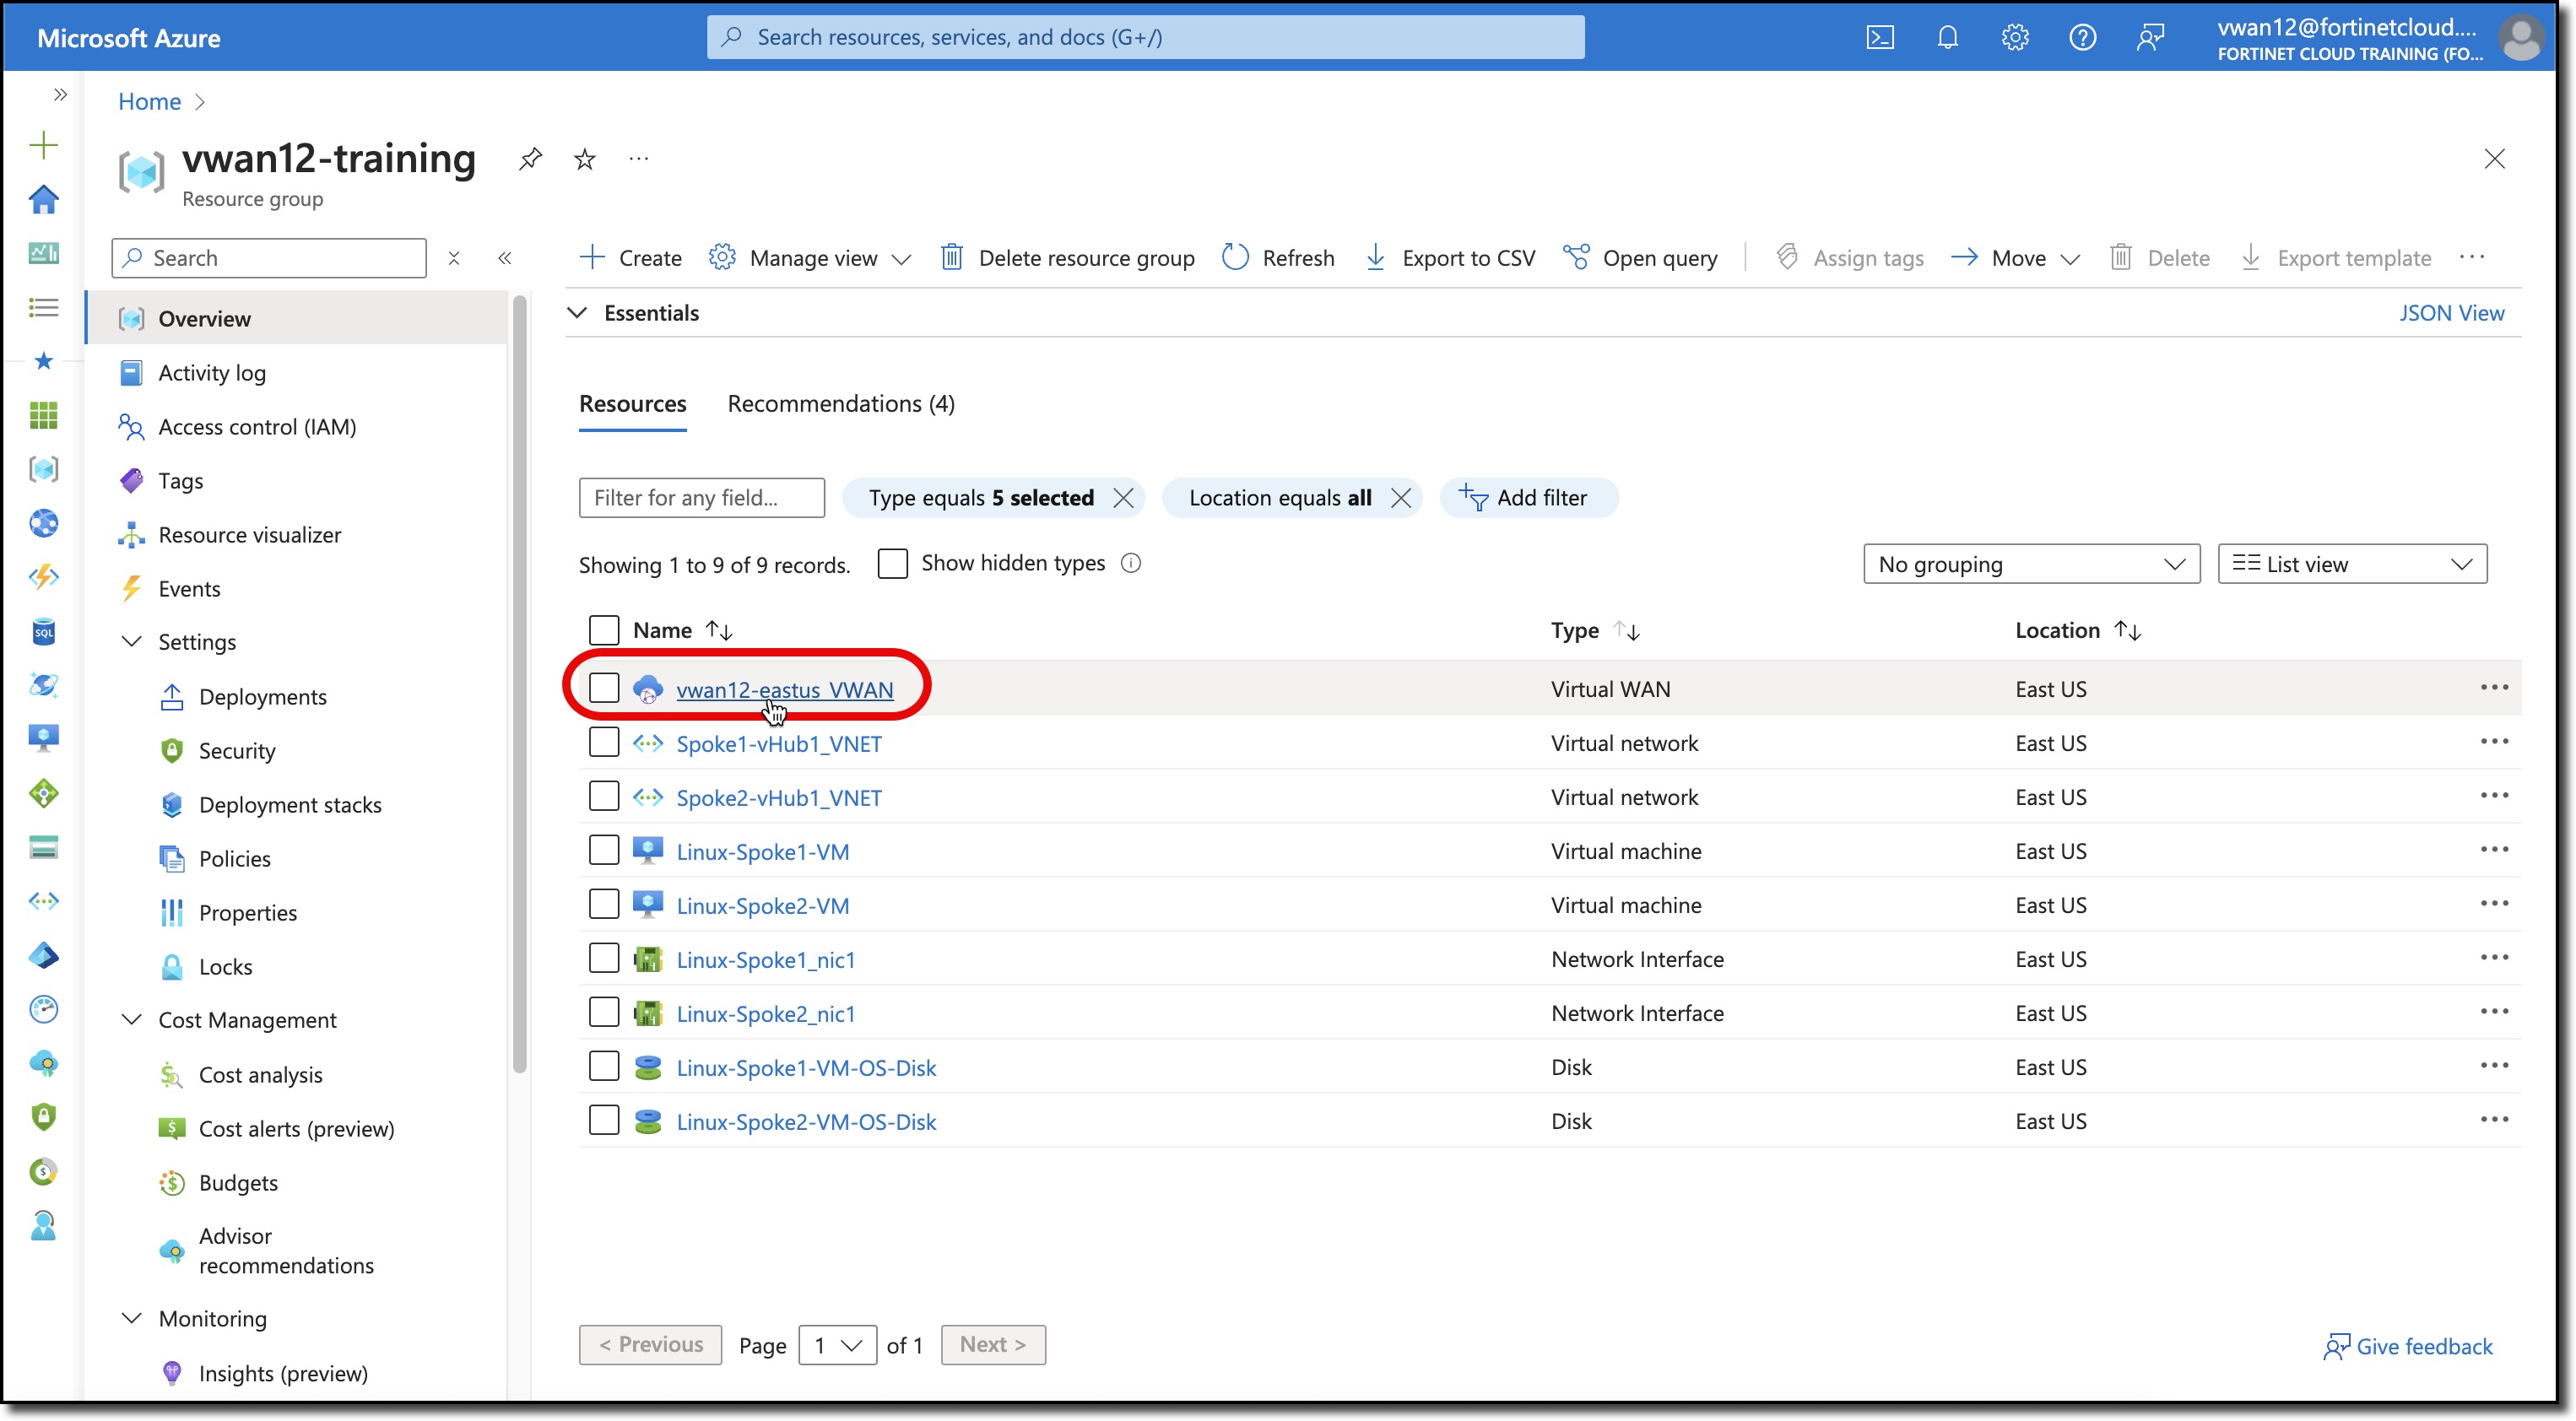 Microsoft Azure
Search resources, services, and docs (G+/)
vwan12@fortinetcloud....
FORTINET CLOUD TRAINING (FO...
Home
vwan12-training
Resource group
Search
Create
Manage view
Delete resource group
Refresh
Export to CSV
Open query
Assign tags
Move
Delete
Export template
Essentials
JSON View
Overview
Activity log
Access control (IAM)
Tags
Resource visualizer
Events
Settings
Deployments
Security
Deployment stacks
Policies
Properties
Locks
Cost Management
Cost analysis
Cost alerts (preview)
Budgets
Advisor
recommendations
Monitoring
Insights (preview)
SQL
Resources
Recommendations (4)
Filter for any field...
Type equals 5 selected
Location equals all
Add filter
Showing 1 to 9 of 9 records.
Show hidden types
No grouping
List view
Name Type Location
vwan12-eastus_VWAN Virtual WAN East US
Spoke1-vHub1_VNET Virtual network East US
Spoke2-vHub1_VNET Virtual network East US
Linux-Spoke1-VM Virtual machine East US
Linux-Spoke2-VM Virtual machine East US
Linux-Spoke1_nic1 Network Interface East US
Linux-Spoke2_nic1 Network Interface East US
Linux-Spoke1-VM-OS-Disk Disk East US
Linux-Spoke2-VM-OS-Disk Disk East US
< Previous Page 1 of 1 Next >
Give feedback